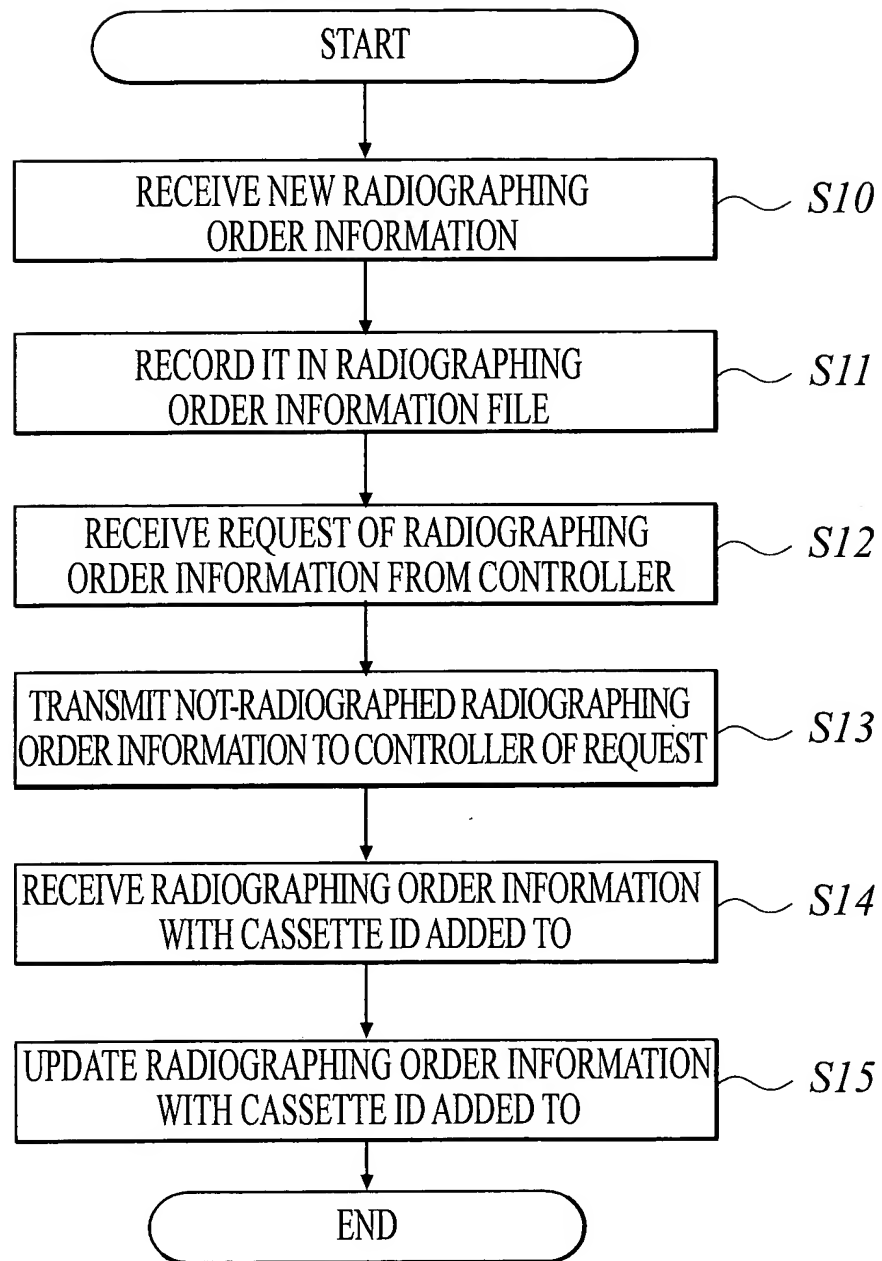 START
RECEIVE NEW RADIOGRAPHING
ORDER INFORMATION
S10
RECORD IT IN RADIOGRAPHING
ORDER INFORMATION FILE
S11
RECEIVE REQUEST OF RADIOGRAPHING
ORDER INFORMATION FROM CONTROLLER
S12
TRANSMIT NOT-RADIOGRAPHED RADIOGRAPHING
ORDER INFORMATION TO CONTROLLER OF REQUEST
S13
RECEIVE RADIOGRAPHING ORDER INFORMATION
WITH CASSETTE ID ADDED TO
S14
UPDATE RADIOGRAPHING ORDER INFORMATION
WITH CASSETTE ID ADDED TO
S15
END